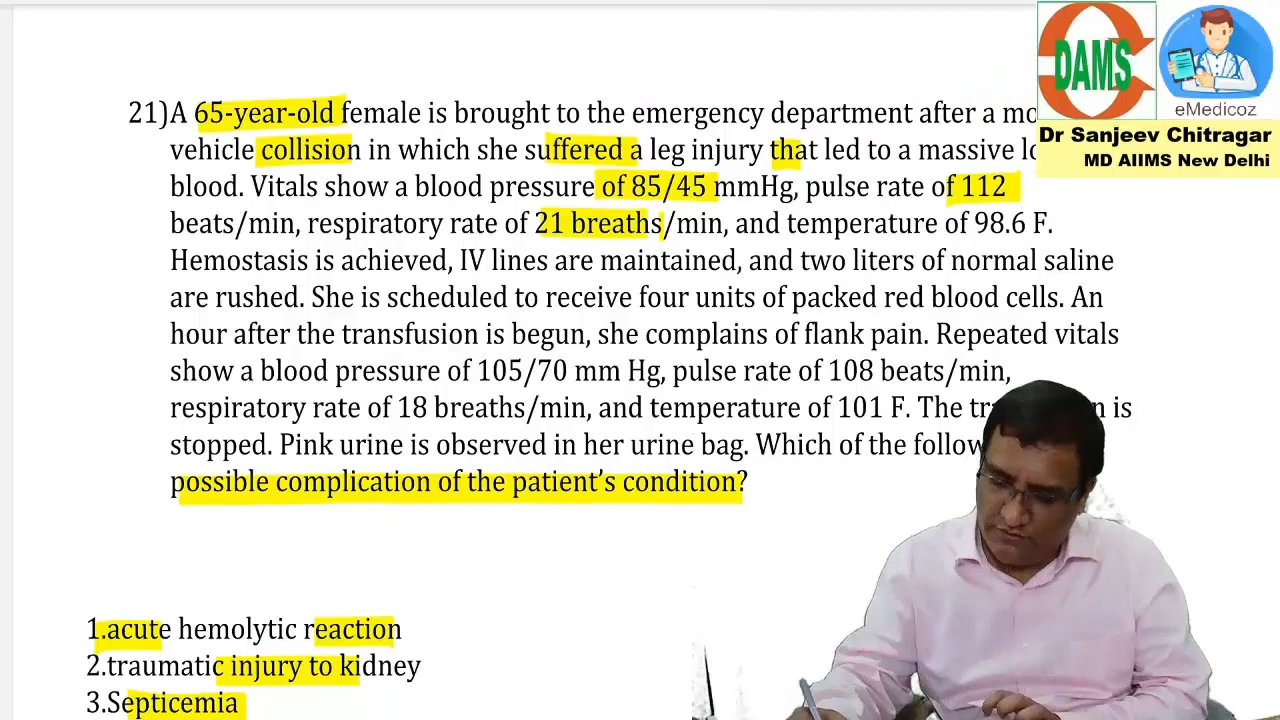 DAMS
eMedicoz
Dr Sanjeev Chitragar
MD AIIMS New Delhi
21)A 65-year-old female is brought to the emergency department after a
vehicle collision in which she suffered a leg injury that led to a massive
blood. Vitals show a blood pressure of 85/45 mmHg, pulse rate of 112
beats/min, respiratory rate of 21 breaths/min, and temperature of 98.6 F.
Hemostasis is achieved, IV lines are maintained, and two liters of normal saline
are rushed. She is scheduled to receive four units of packed red blood cells. An
hour after the transfusion is begun, she complains of flank pain. Repeated vitals
show a blood pressure of 105/70 mm Hg, pulse rate of 108 beats/min,
respiratory rate of 18 breaths/min, and temperature of 101 F. The is
stopped. Pink urine is observed in her urine bag. Which of the
possible complication of the patient's condition?
1.acute hemolytic reaction
2.traumatic injury to kidney
3.Septicemia